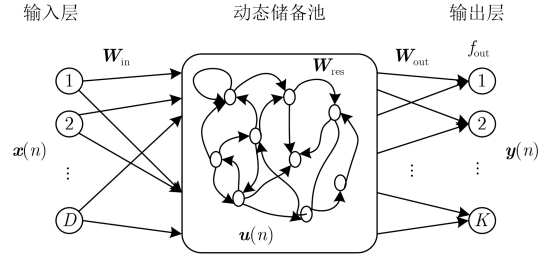 输入层 动态储备池 输出层
W_in W_res W_out f_out
1 1
2 2
x(n) y(n)
⋮ ⋮ ⋮
D K
u(n)